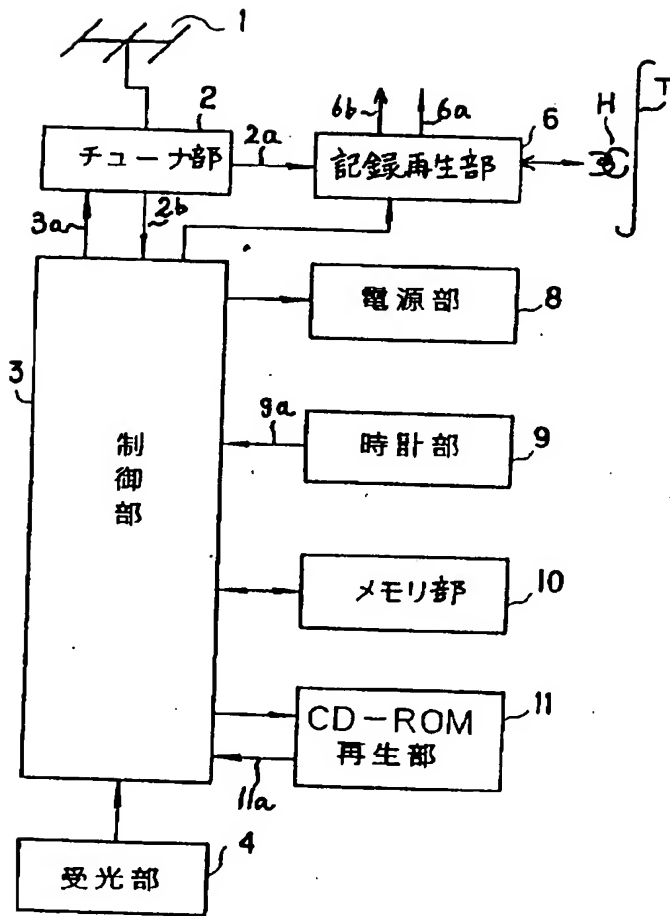 1
2
チューナ部
2a
6b
6a
6
H
T
記録再生部
3a
2b
電源部
8
3
制御部
9a
時計部
9
メモリ部
10
CD-ROM
再生部
11
11a
受光部
4